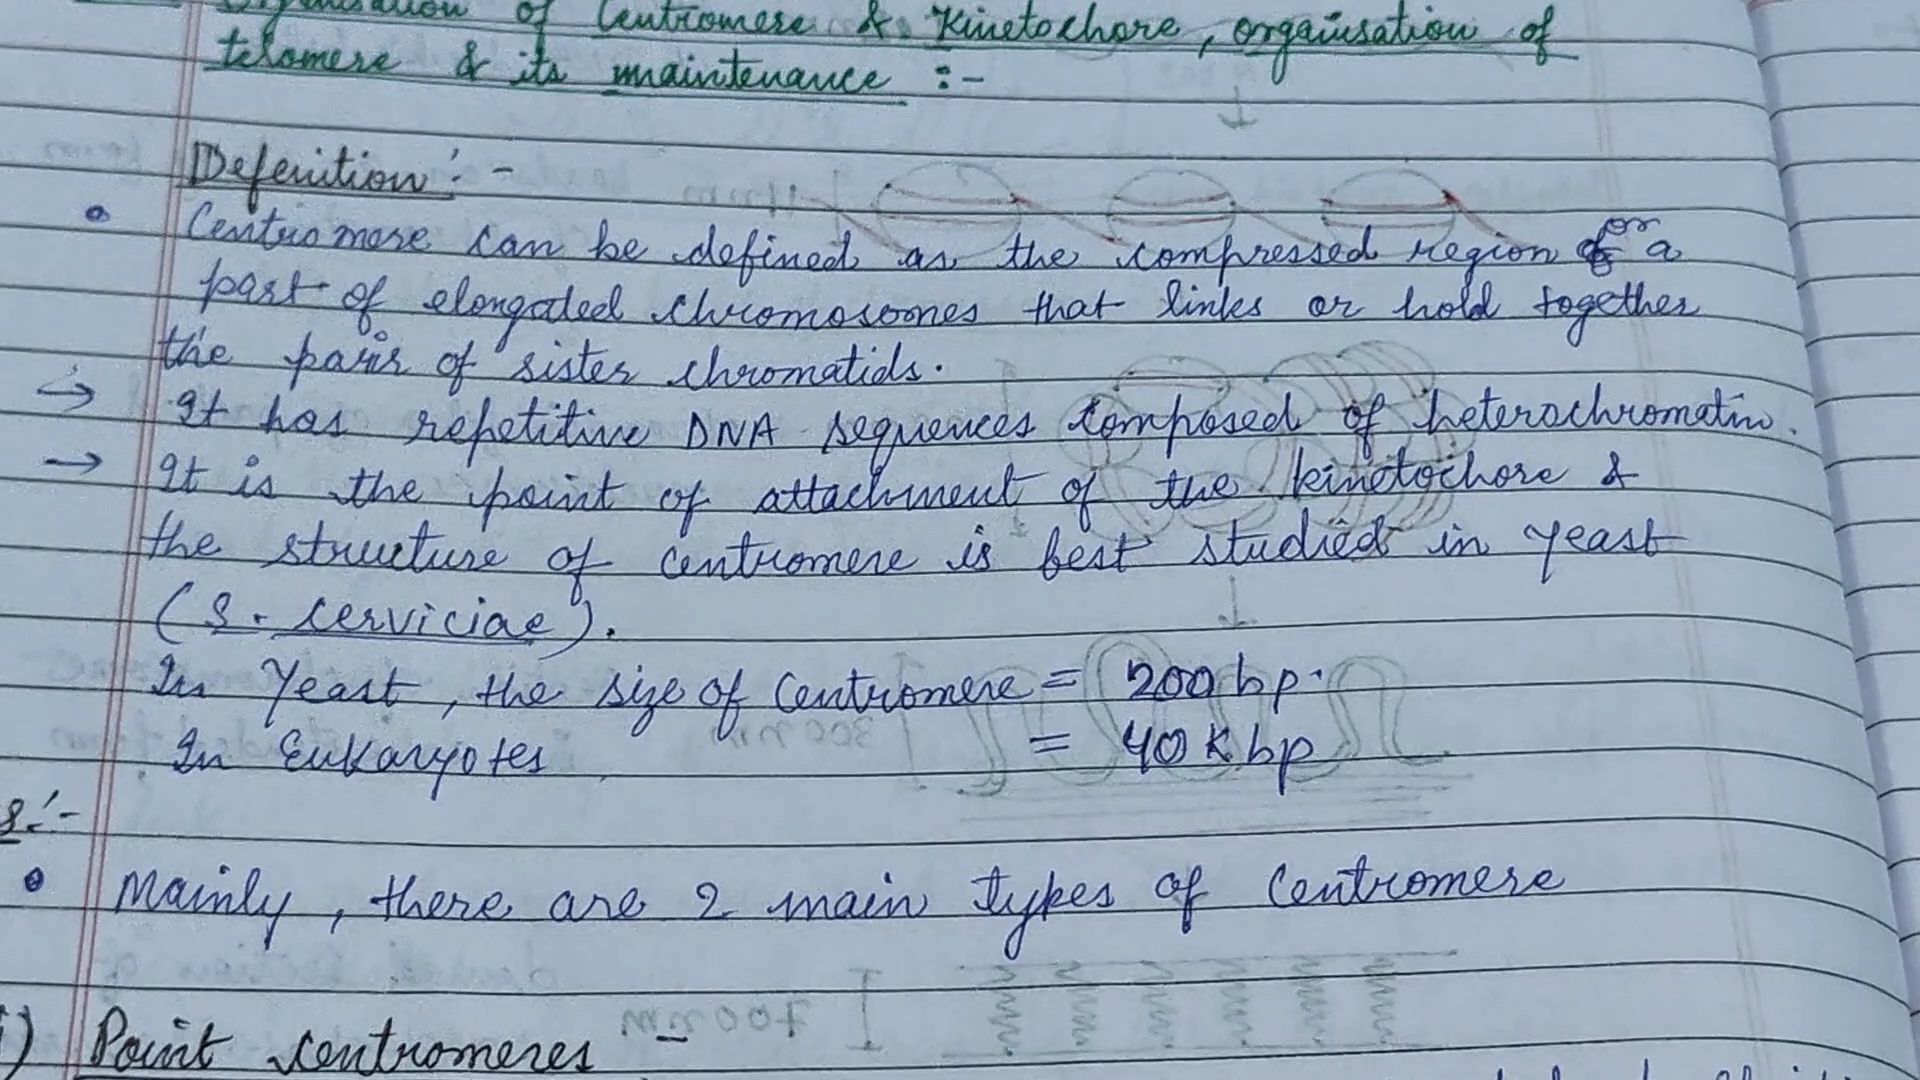 Organisation of Centromere & Kinetochore, organisation of
telomere & its maintenance :-
Defenition :-
Centromere can be defined as the compressed region or a
part of elongated chromosomes that links or hold together
the pairs of sister chromatids.
→ It has repetitive DNA sequences composed of heterochromatin.
→ It is the point of attachment of the kinetochore &
the structure of centromere is best studied in yeast
(S. cerviciae).
In Yeast, the size of Centromere = 200 bp.
In Eukaryotes = 40 K bp
s:-
Mainly, there are 2 main types of Centromere
i) Point centromeres -